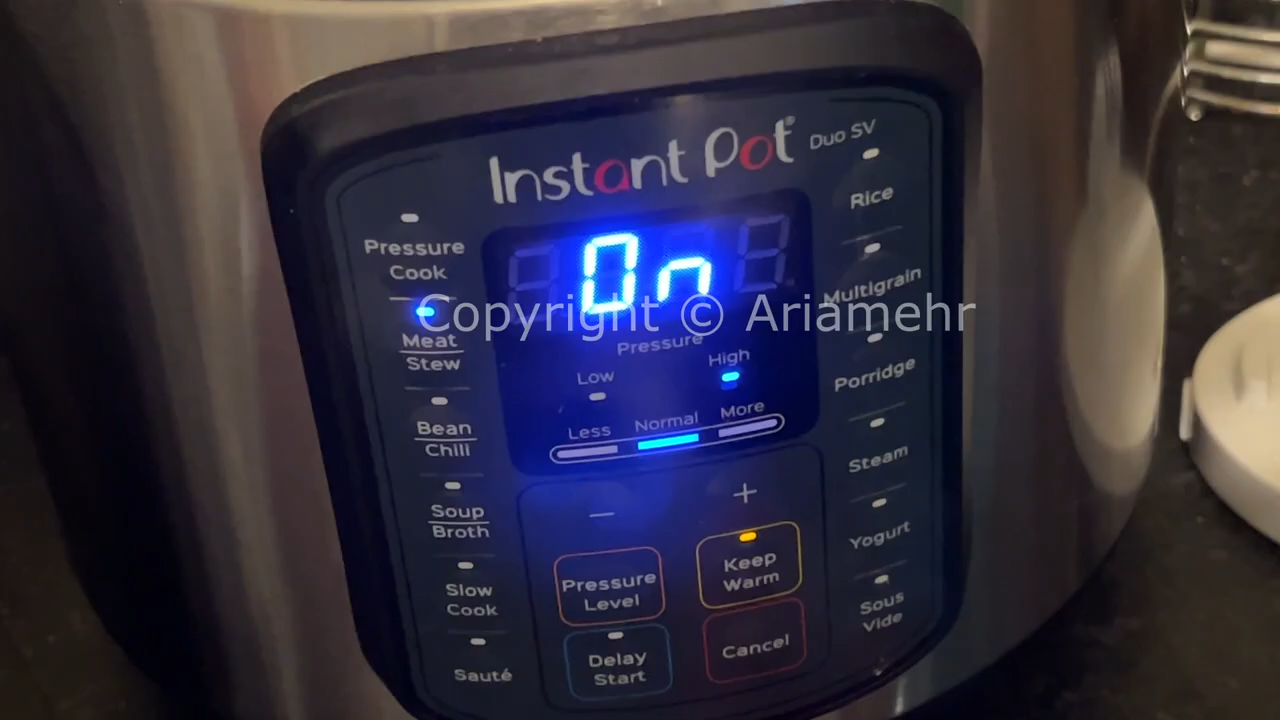 Instant Pot® Duo SV
On
Pressure
Low
High
Less
Normal
More
Pressure
Cook
Meat
Stew
Bean
Chili
Soup
Broth
Slow
Cook
Sauté
−
+
Pressure
Level
Keep
Warm
Delay
Start
Cancel
Rice
Multigrain
Porridge
Steam
Yogurt
Sous
Vide
Copyright © Ariamehr